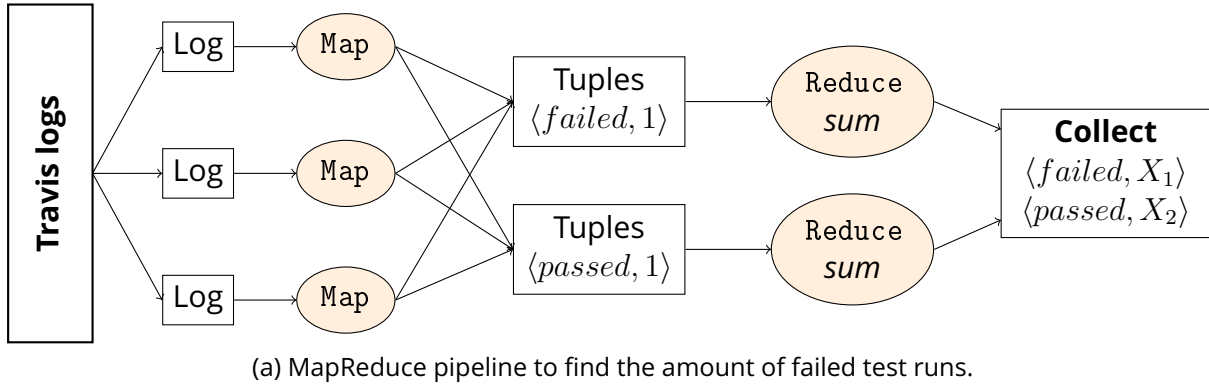 Travis logs
Log
Map
Log
Map
Log
Map
Tuples
⟨failed, 1⟩
Tuples
⟨passed, 1⟩
Reduce
sum
Reduce
sum
Collect
⟨failed, X₁⟩
⟨passed, X₂⟩
(a) MapReduce pipeline to find the amount of failed test runs.